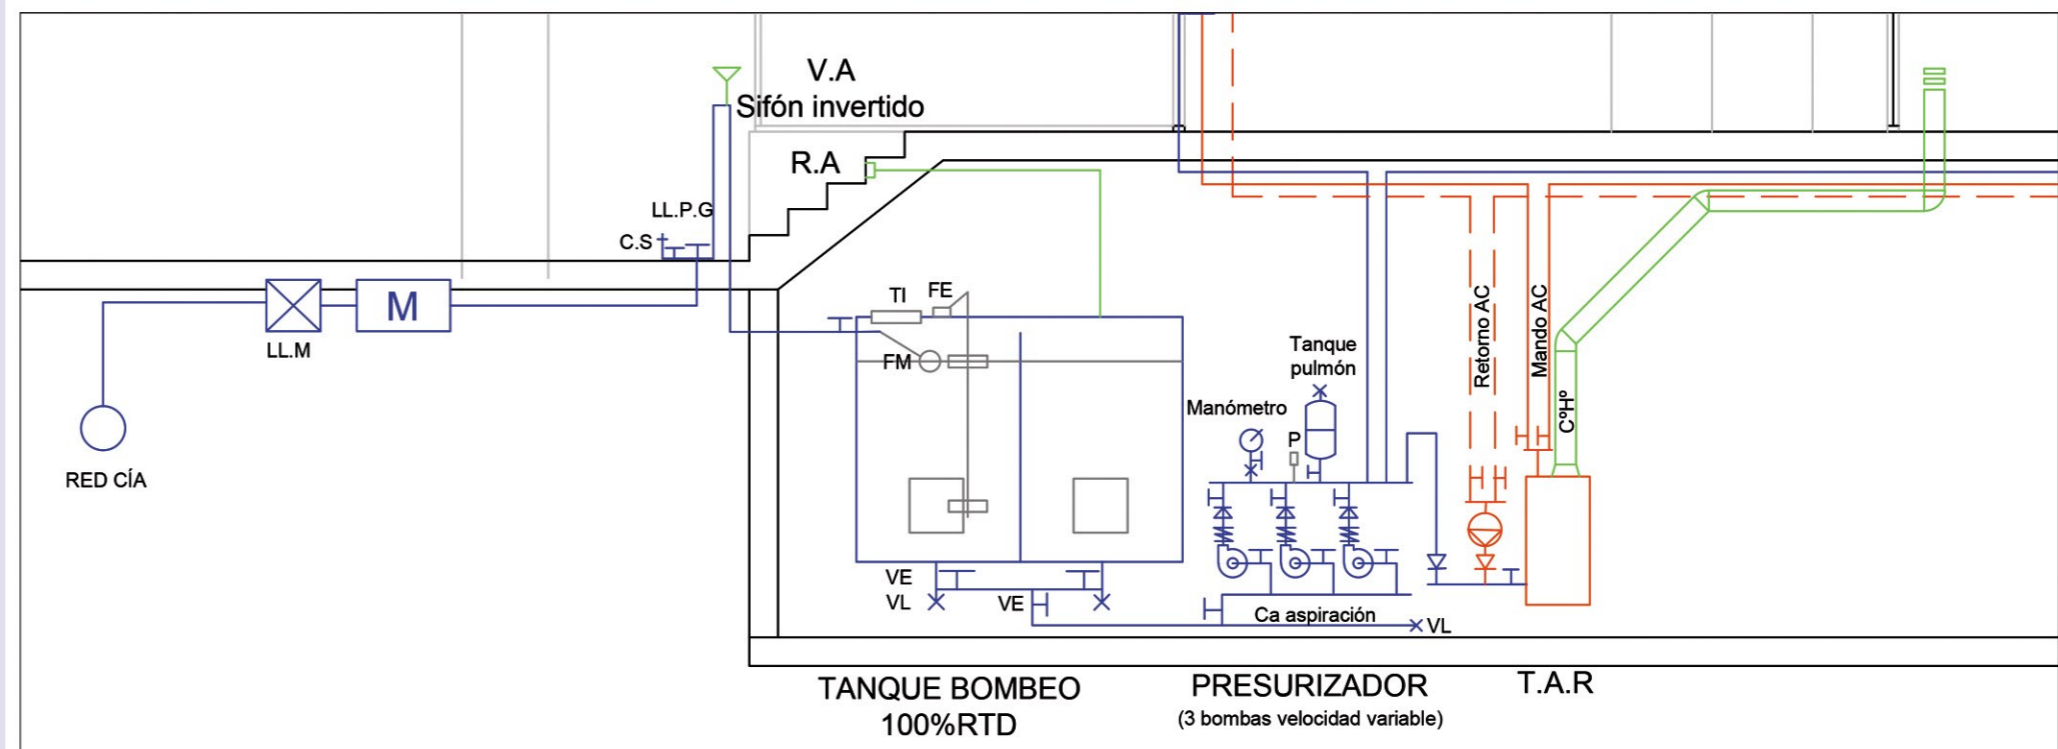 V.A
Sifón invertido
R.A
LL.P.G
C.S
M
LL.M
RED CÍA
TI
FE
FM
VE
VL
VE
Tanque
pulmón
Manómetro
P
Ca aspiración
VL
Retorno AC
Mando AC
CºHº
TANQUE BOMBEO
100%RTD
PRESURIZADOR
(3 bombas velocidad variable)
T.A.R